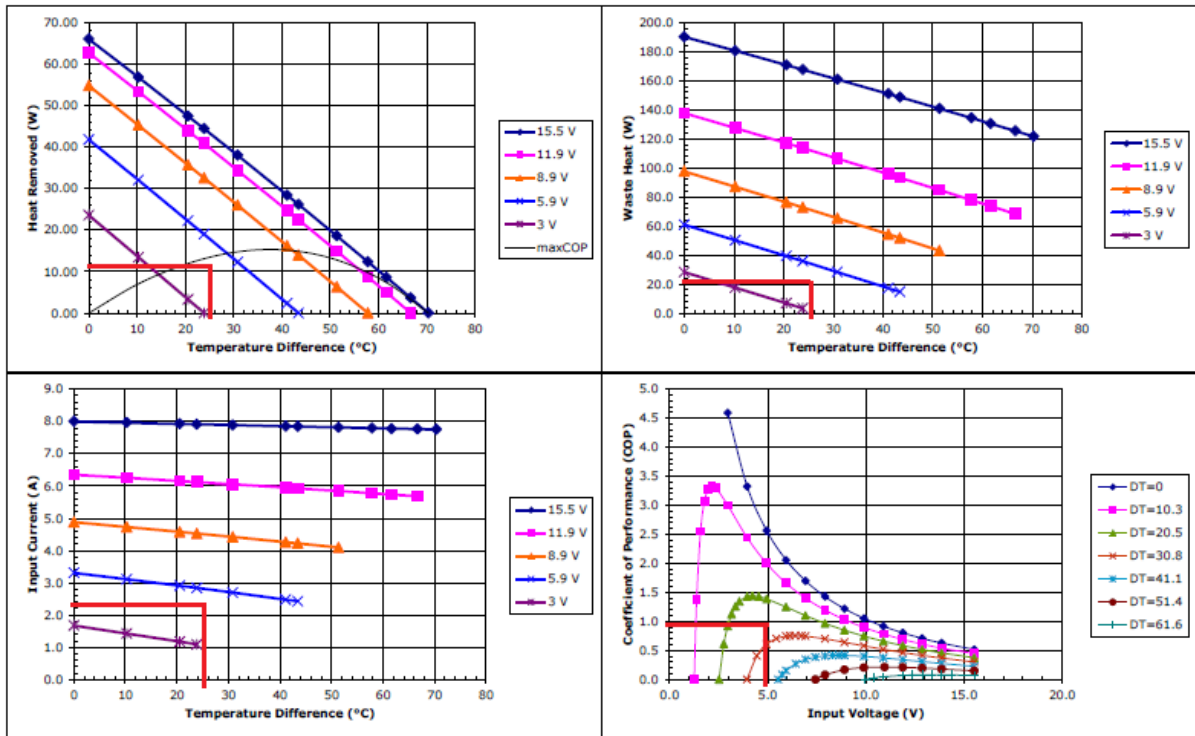 Heat Removed (W)
70.00
60.00
50.00
40.00
30.00
20.00
10.00
0.00
0 10 20 30 40 50 60 70 80
Temperature Difference (°C)
15.5 V
11.9 V
8.9 V
5.9 V
3 V
maxCOP
Waste Heat (W)
200.0
180.0
160.0
140.0
120.0
100.0
80.0
60.0
40.0
20.0
0.0
0 10 20 30 40 50 60 70 80
Temperature Difference (°C)
15.5 V
11.9 V
8.9 V
5.9 V
3 V
Input Current (A)
9.0
8.0
7.0
6.0
5.0
4.0
3.0
2.0
1.0
0.0
0 10 20 30 40 50 60 70 80
Temperature Difference (°C)
15.5 V
11.9 V
8.9 V
5.9 V
3 V
Coefficient of Performance (COP)
5.0
4.5
4.0
3.5
3.0
2.5
2.0
1.5
1.0
0.5
0.0
0.0 5.0 10.0 15.0 20.0
Input Voltage (V)
DT=0
DT=10.3
DT=20.5
DT=30.8
DT=41.1
DT=51.4
DT=61.6